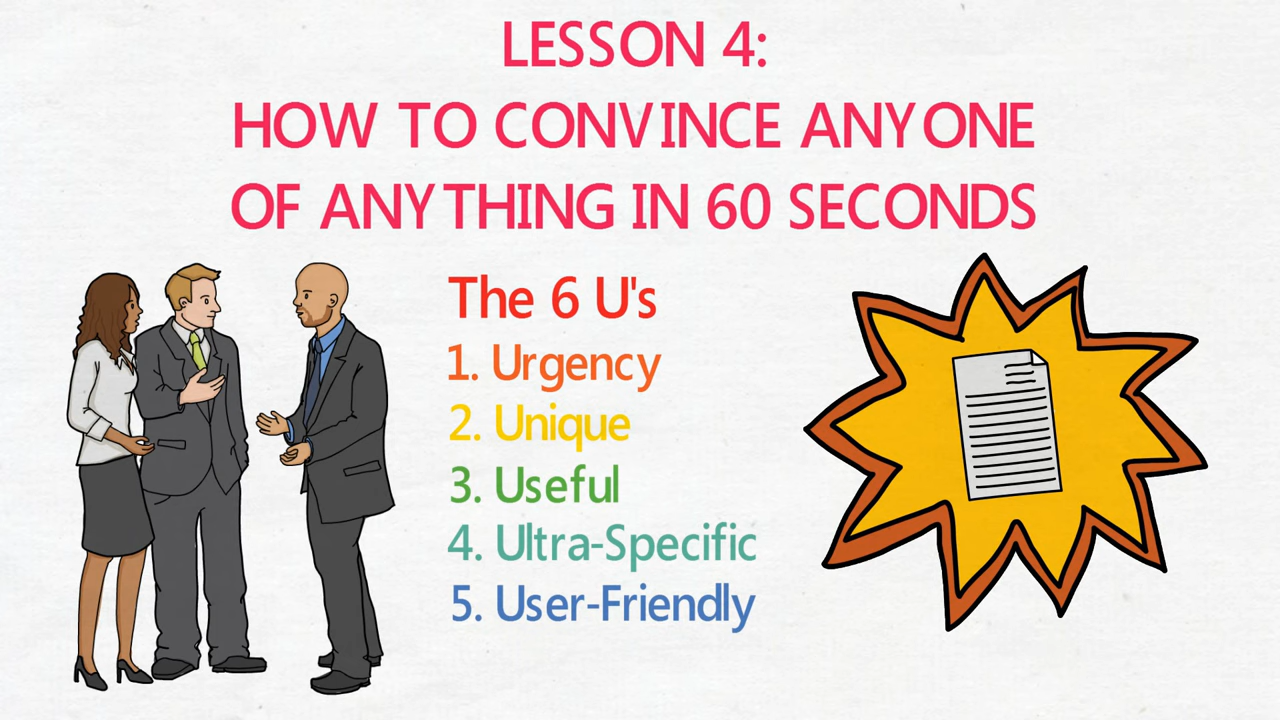 LESSON 4:
HOW TO CONVINCE ANYONE
OF ANYTHING IN 60 SECONDS
The 6 U's
1. Urgency
2. Unique
3. Useful
4. Ultra-Specific
5. User-Friendly